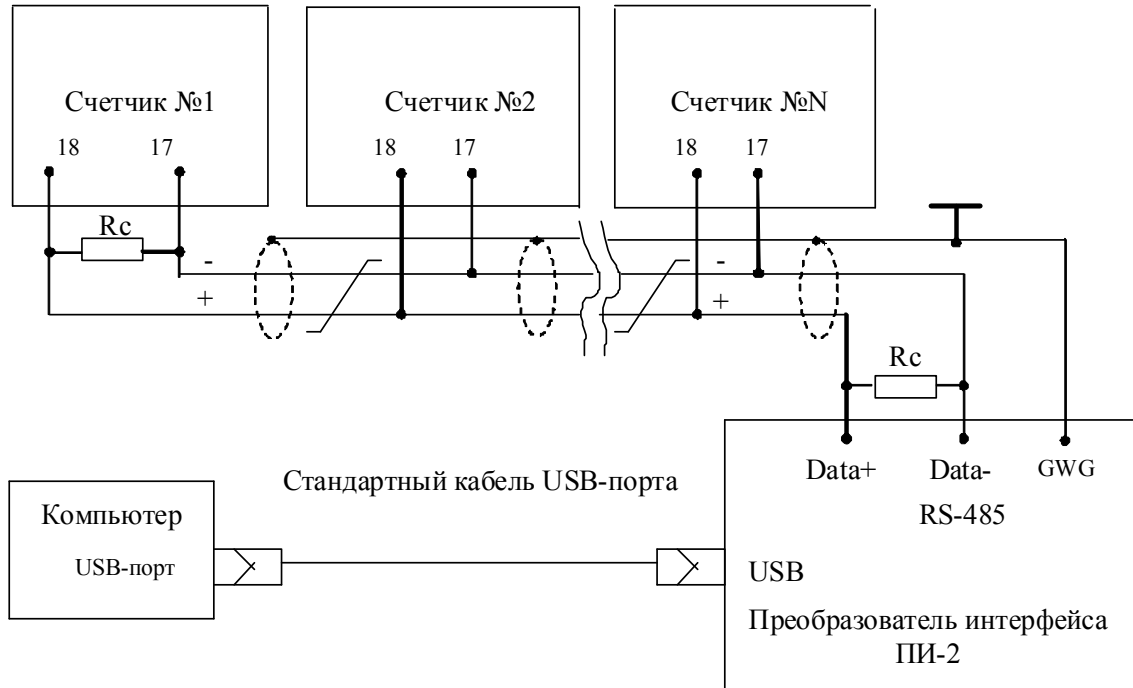 Счетчик №1
Счетчик №2
Счетчик №N
18 17
18 17
18 17
Rc
-
+
-
+
Rc
Data+ Data- GWG
RS-485
Стандартный кабель USB-порта
Компьютер
USB-порт
USB
Преобразователь интерфейса
ПИ-2